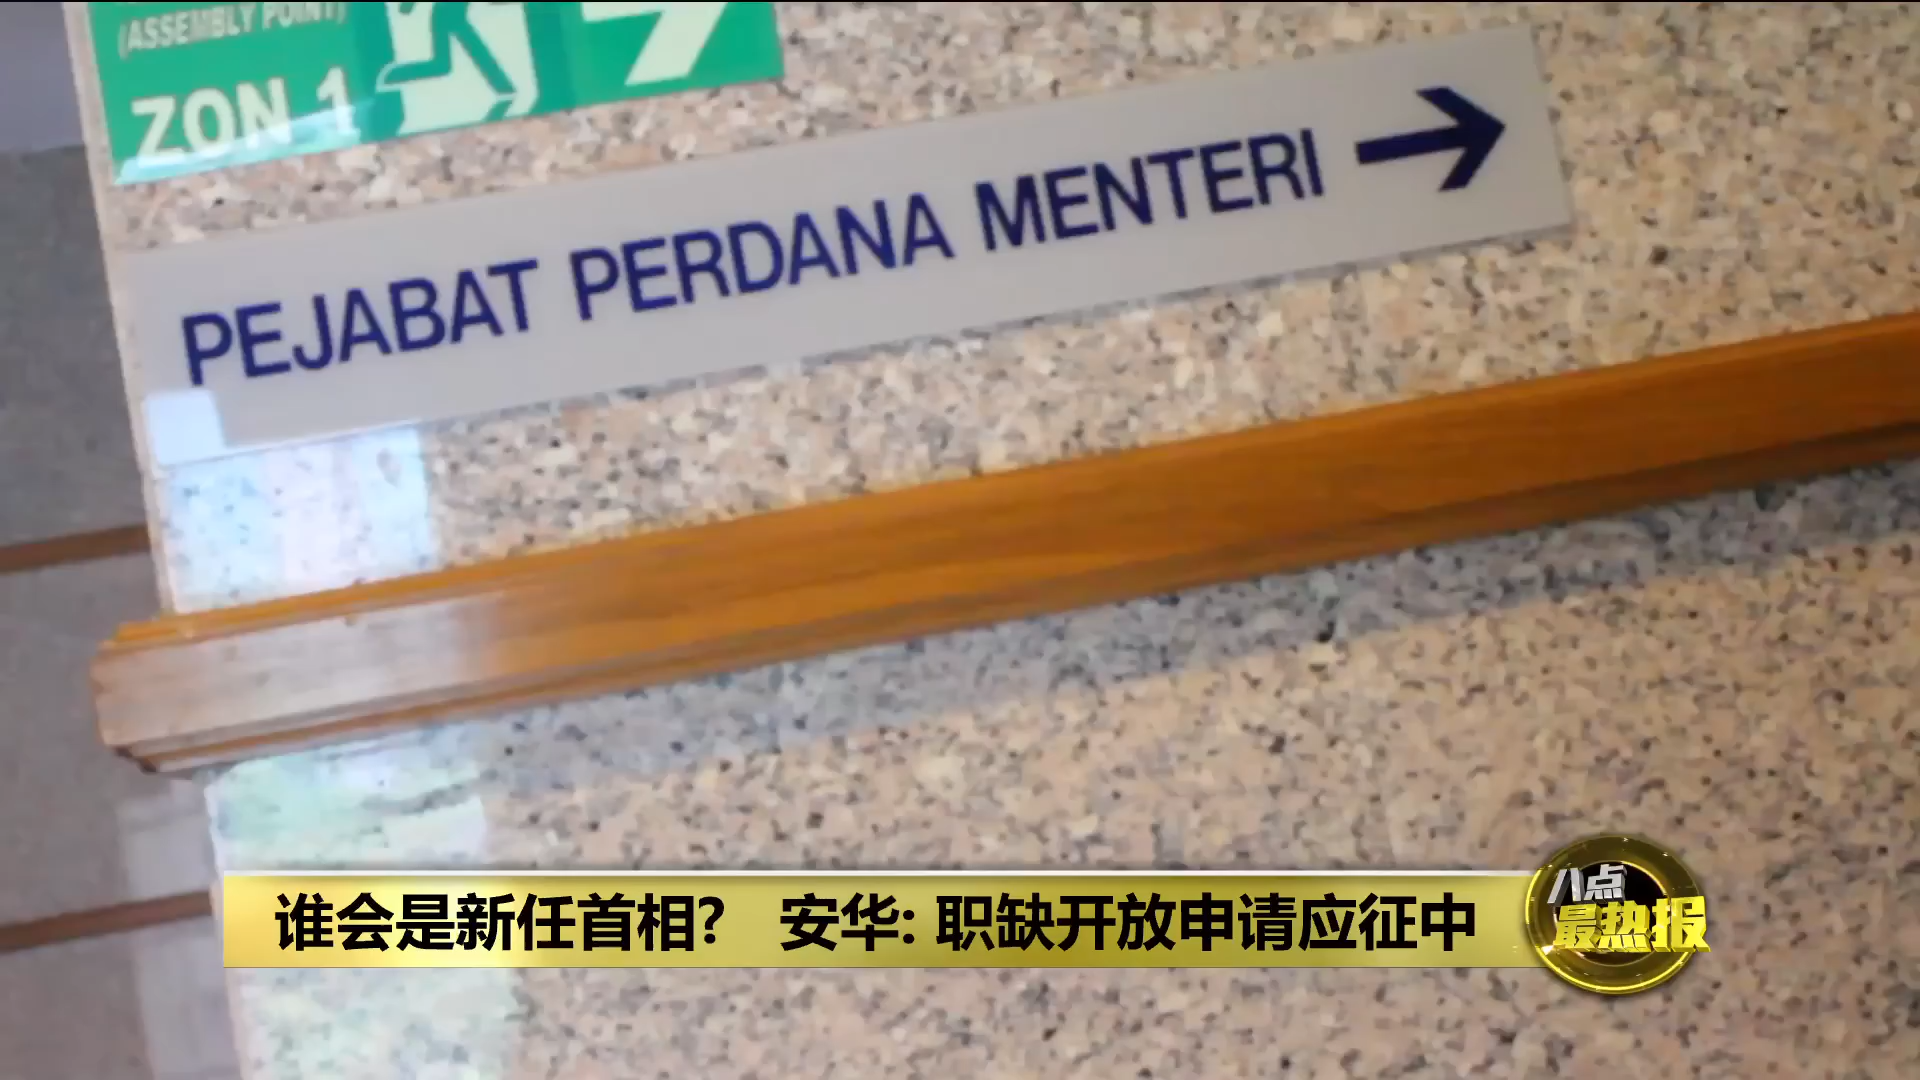 (ASSEMBLY POINT)
ZON 1
PEJABAT PERDANA MENTERI
谁会是新任首相? 安华: 职缺开放申请应征中
八点
最热报